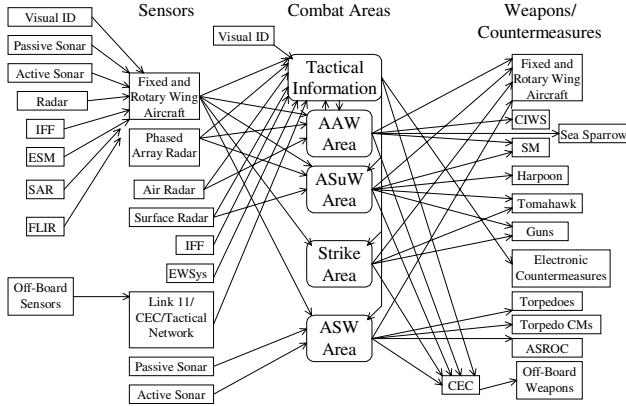 Sensors
Combat Areas
Weapons/
Countermeasures
Visual ID
Passive Sonar
Active Sonar
Radar
IFF
ESM
SAR
FLIR
Off-Board
Sensors
Fixed and
Rotary Wing
Aircraft
Phased
Array Radar
Air Radar
Surface Radar
IFF
EWSys
Link 11/
CEC/Tactical
Network
Passive Sonar
Active Sonar
Visual ID
Tactical
Information
AAW
Area
ASuW
Area
Strike
Area
ASW
Area
Fixed and
Rotary Wing
Aircraft
CIWS
Sea Sparrow
SM
Harpoon
Tomahawk
Guns
Electronic
Countermeasures
Torpedoes
Torpedo CMs
ASROC
CEC
Off-Board
Weapons